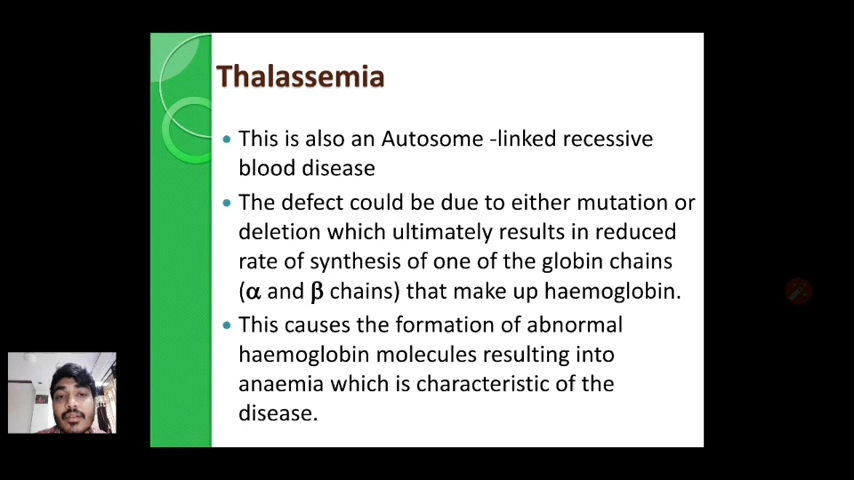 Thalassemia
This is also an Autosome -linked recessive
blood disease
The defect could be due to either mutation or
deletion which ultimately results in reduced
rate of synthesis of one of the globin chains
(α and β chains) that make up haemoglobin.
This causes the formation of abnormal
haemoglobin molecules resulting into
anaemia which is characteristic of the
disease.